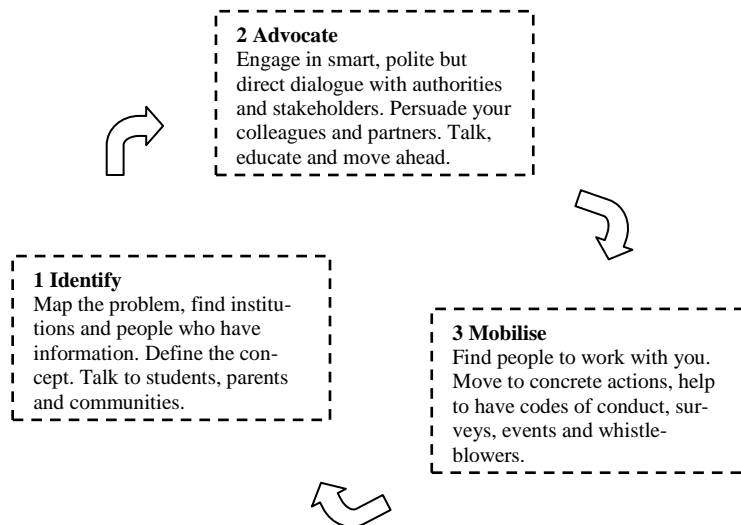 2 Advocate
Engage in smart, polite but
direct dialogue with authorities
and stakeholders. Persuade your
colleagues and partners. Talk,
educate and move ahead.
1 Identify
Map the problem, find institu-
tions and people who have
information. Define the con-
cept. Talk to students, parents
and communities.
3 Mobilise
Find people to work with you.
Move to concrete actions, help
to have codes of conduct, sur-
veys, events and whistle-
blowers.